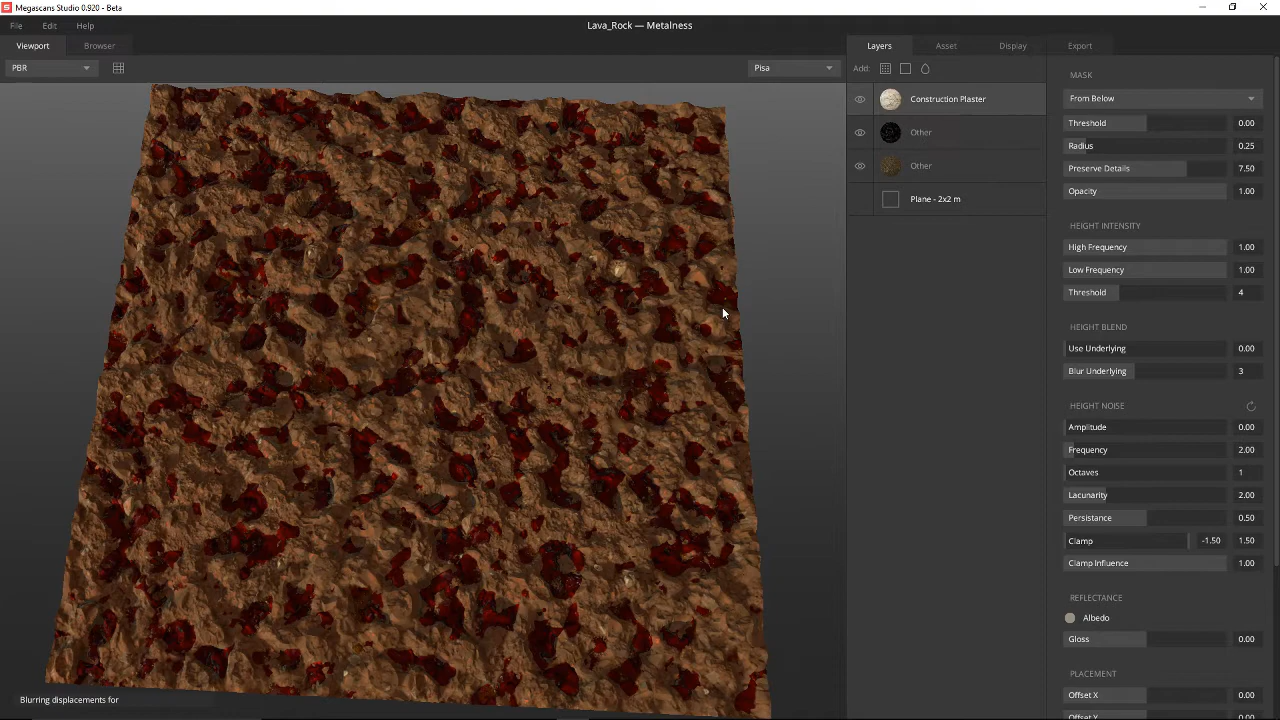 Megascans Studio 0.920 - Beta
File Edit Help
Lava_Rock — Metalness
Viewport Browser
Layers Asset Display Export
PBR
Pisa
Add:
Construction Plaster
Other
Other
Plane - 2x2 m
MASK
From Below
Threshold 0.00
Radius 0.25
Preserve Details 7.50
Opacity 1.00
HEIGHT INTENSITY
High Frequency 1.00
Low Frequency 1.00
Threshold 4
HEIGHT BLEND
Use Underlying 0.00
Blur Underlying 3
HEIGHT NOISE
Amplitude 0.00
Frequency 2.00
Octaves 1
Lacunarity 2.00
Persistance 0.50
Clamp -1.50 1.50
Clamp Influence 1.00
REFLECTANCE
Albedo
Gloss 0.00
PLACEMENT
Offset X 0.00
Offset Y 0.00
Blurring displacements for